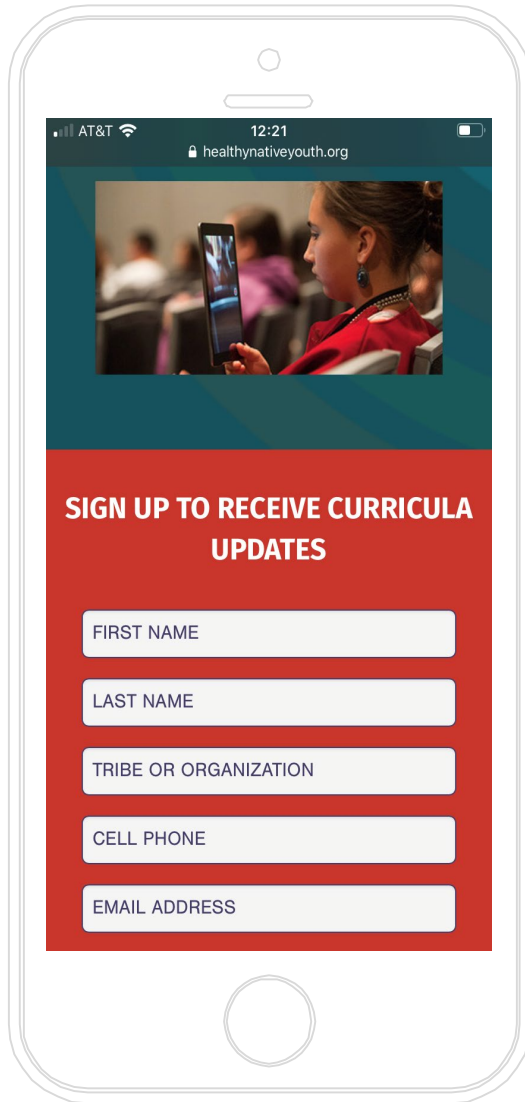 AT&T
12:21
healthynativeyouth.org
SIGN UP TO RECEIVE CURRICULA
UPDATES
FIRST NAME
LAST NAME
TRIBE OR ORGANIZATION
CELL PHONE
EMAIL ADDRESS